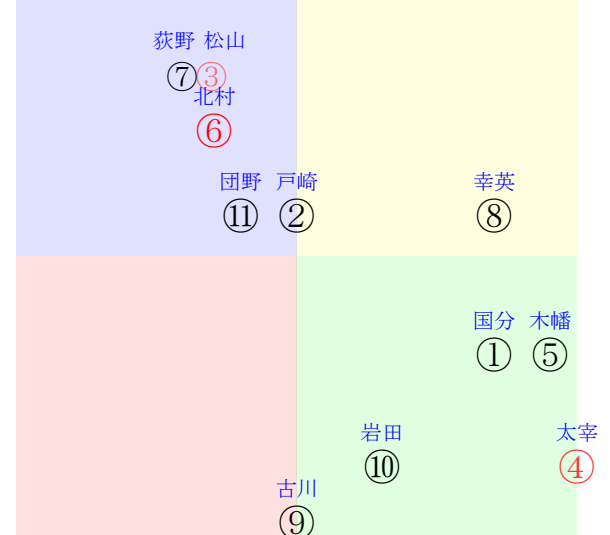 荻野 松山
⑦③
北村
⑥
団野 戸崎 幸英
⑪ ② ⑧
国分 木幡
① ⑤
岩田 太宰
⑩ ④
古川
⑨